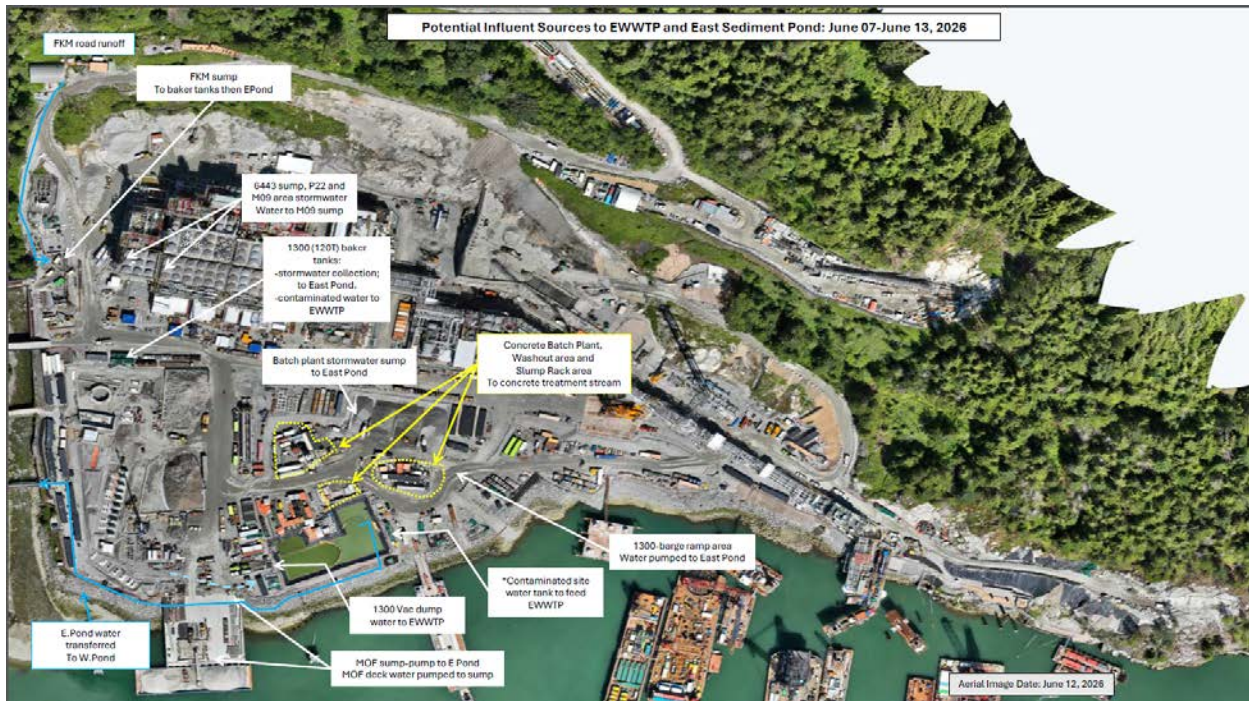 Potential Influent Sources to EWWTP and East Sediment Pond: June 07-June 13, 2026
FKM road runoff
FKM sump
To baker tanks then EPond
6443 sump, P22 and
M09 area stormwater
Water to M09 sump
1300 (120T) baker
tanks:
-stormwater collection;
to East Pond.
-contaminated water to
EWWTP
Batch plant stormwater sump
to East Pond
Concrete Batch Plant,
Washout area and
Slump Rack area
To concrete treatment stream
1300-barge ramp area
Water pumped to East Pond
*Contaminated site
water tank to feed
EWWTP
1300 Vac dump
water to EWWTP
E.Pond water
transferred
To W.Pond
MOF sump-pump to E Pond
MOF deck water pumped to sump
Aerial Image Date: June 12, 2026